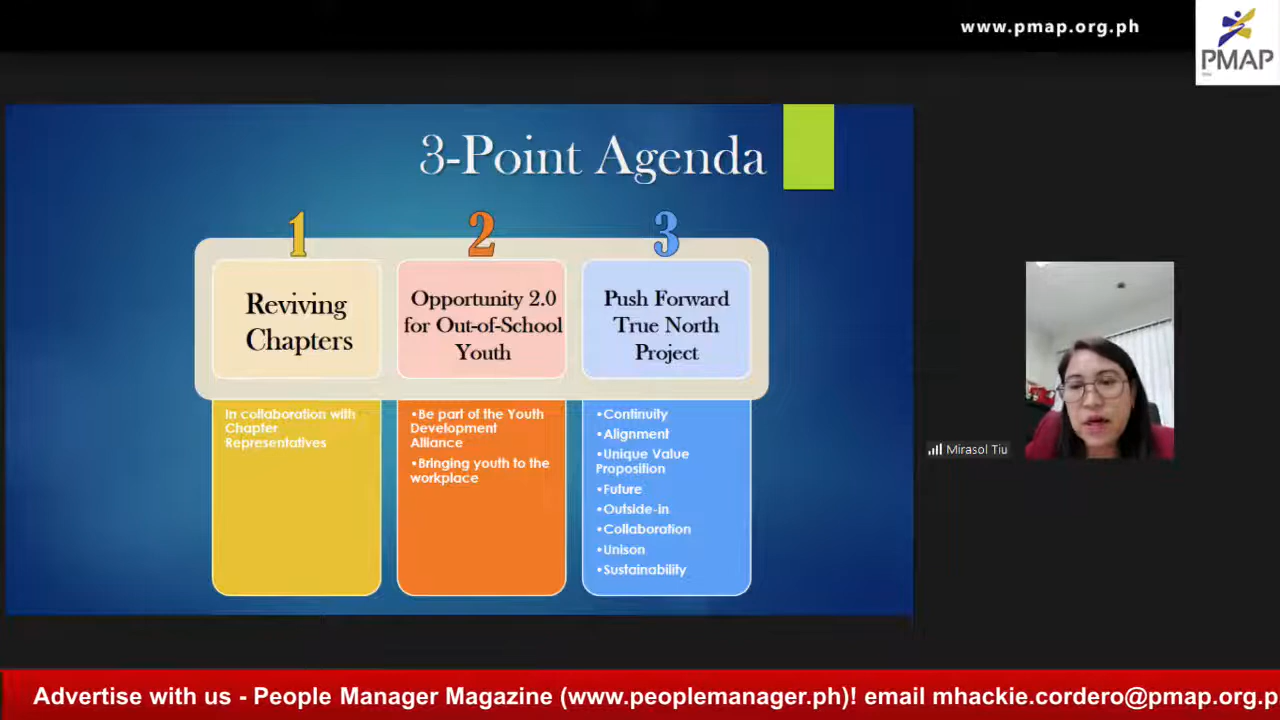 www.pmap.org.ph
PMAP
3-Point Agenda
1
Reviving
Chapters
In collaboration with
Chapter
Representatives
2
Opportunity 2.0
for Out-of-School
Youth
•Be part of the Youth
Development
Alliance
•Bringing youth to the
workplace
3
Push Forward
True North
Project
•Continuity
•Alignment
•Unique Value
Proposition
•Future
•Outside-in
•Collaboration
•Unison
•Sustainability
Mirasol Tiu
Advertise with us - People Manager Magazine (www.peoplemanager.ph)! email mhackie.cordero@pmap.org.p